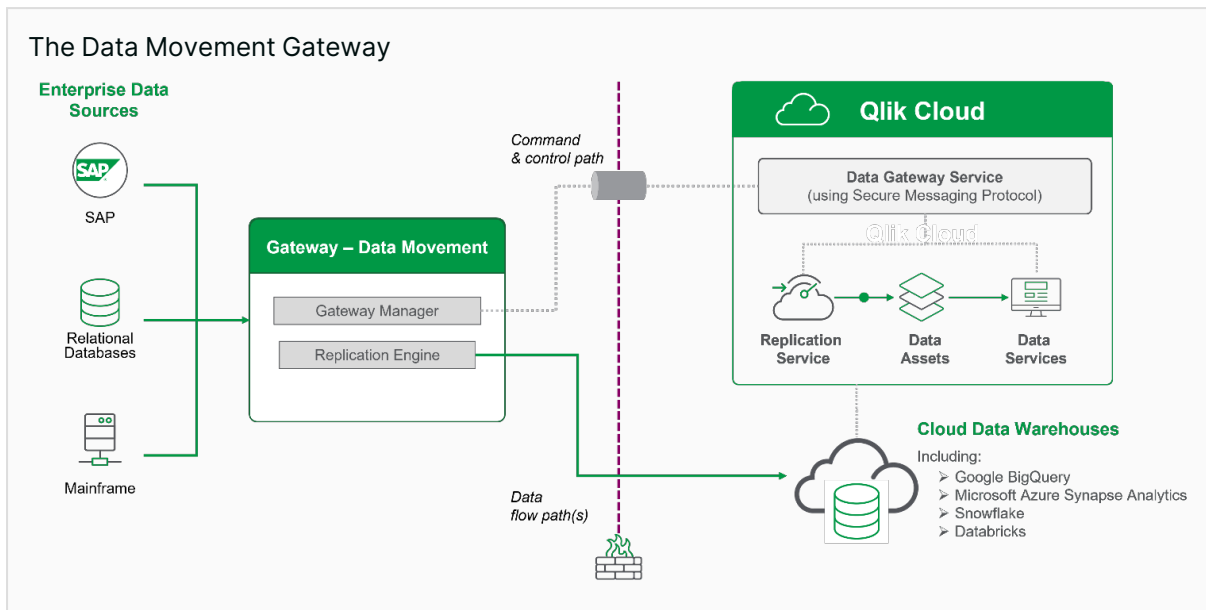 The Data Movement Gateway
Enterprise Data
Sources
SAP
SAP
Relational
Databases
Mainframe
Gateway – Data Movement
Gateway Manager
Replication Engine
Command
& control path
Data
flow path(s)
Qlik Cloud
Data Gateway Service
(using Secure Messaging Protocol)
Qlik Cloud
Replication
Service
Data
Assets
Data
Services
Cloud Data Warehouses
Including:
➢ Google BigQuery
➢ Microsoft Azure Synapse Analytics
➢ Snowflake
➢ Databricks